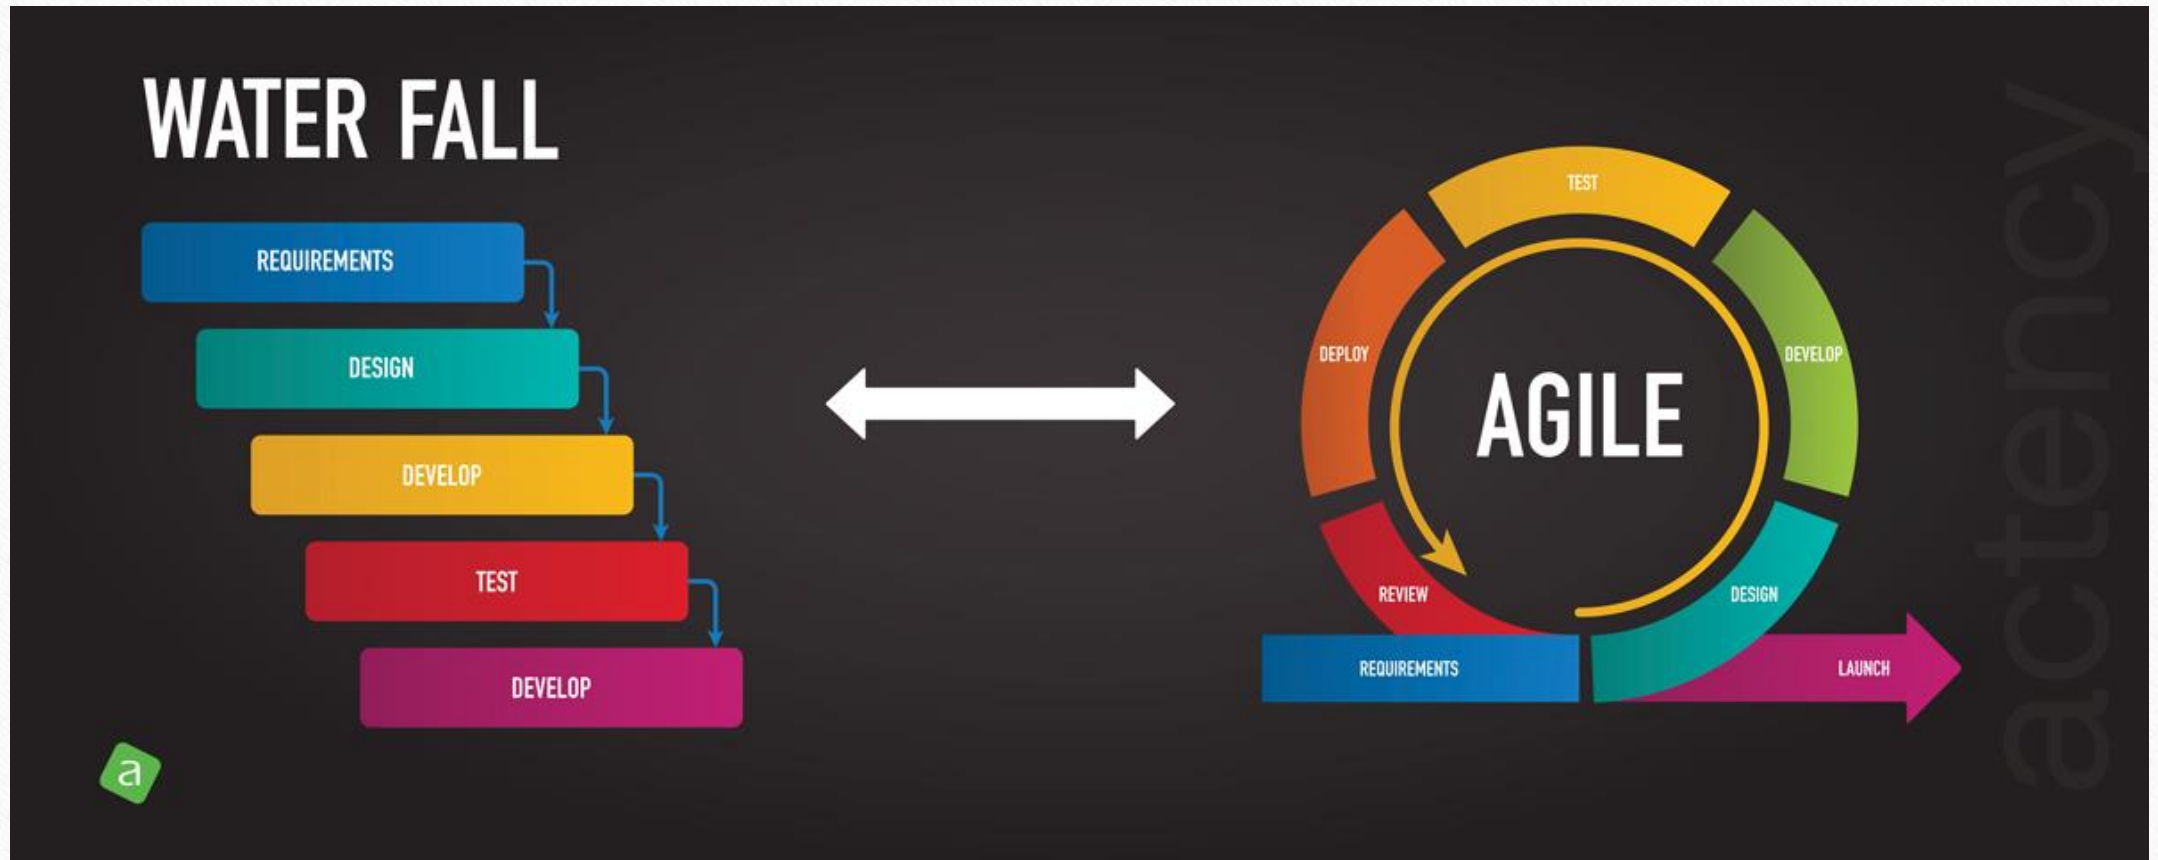 WATER FALL
REQUIREMENTS
DESIGN
DEVELOP
TEST
DEVELOP
a
TEST
DEPLOY
DEVELOP
AGILE
REVIEW
DESIGN
REQUIREMENTS
LAUNCH
actency